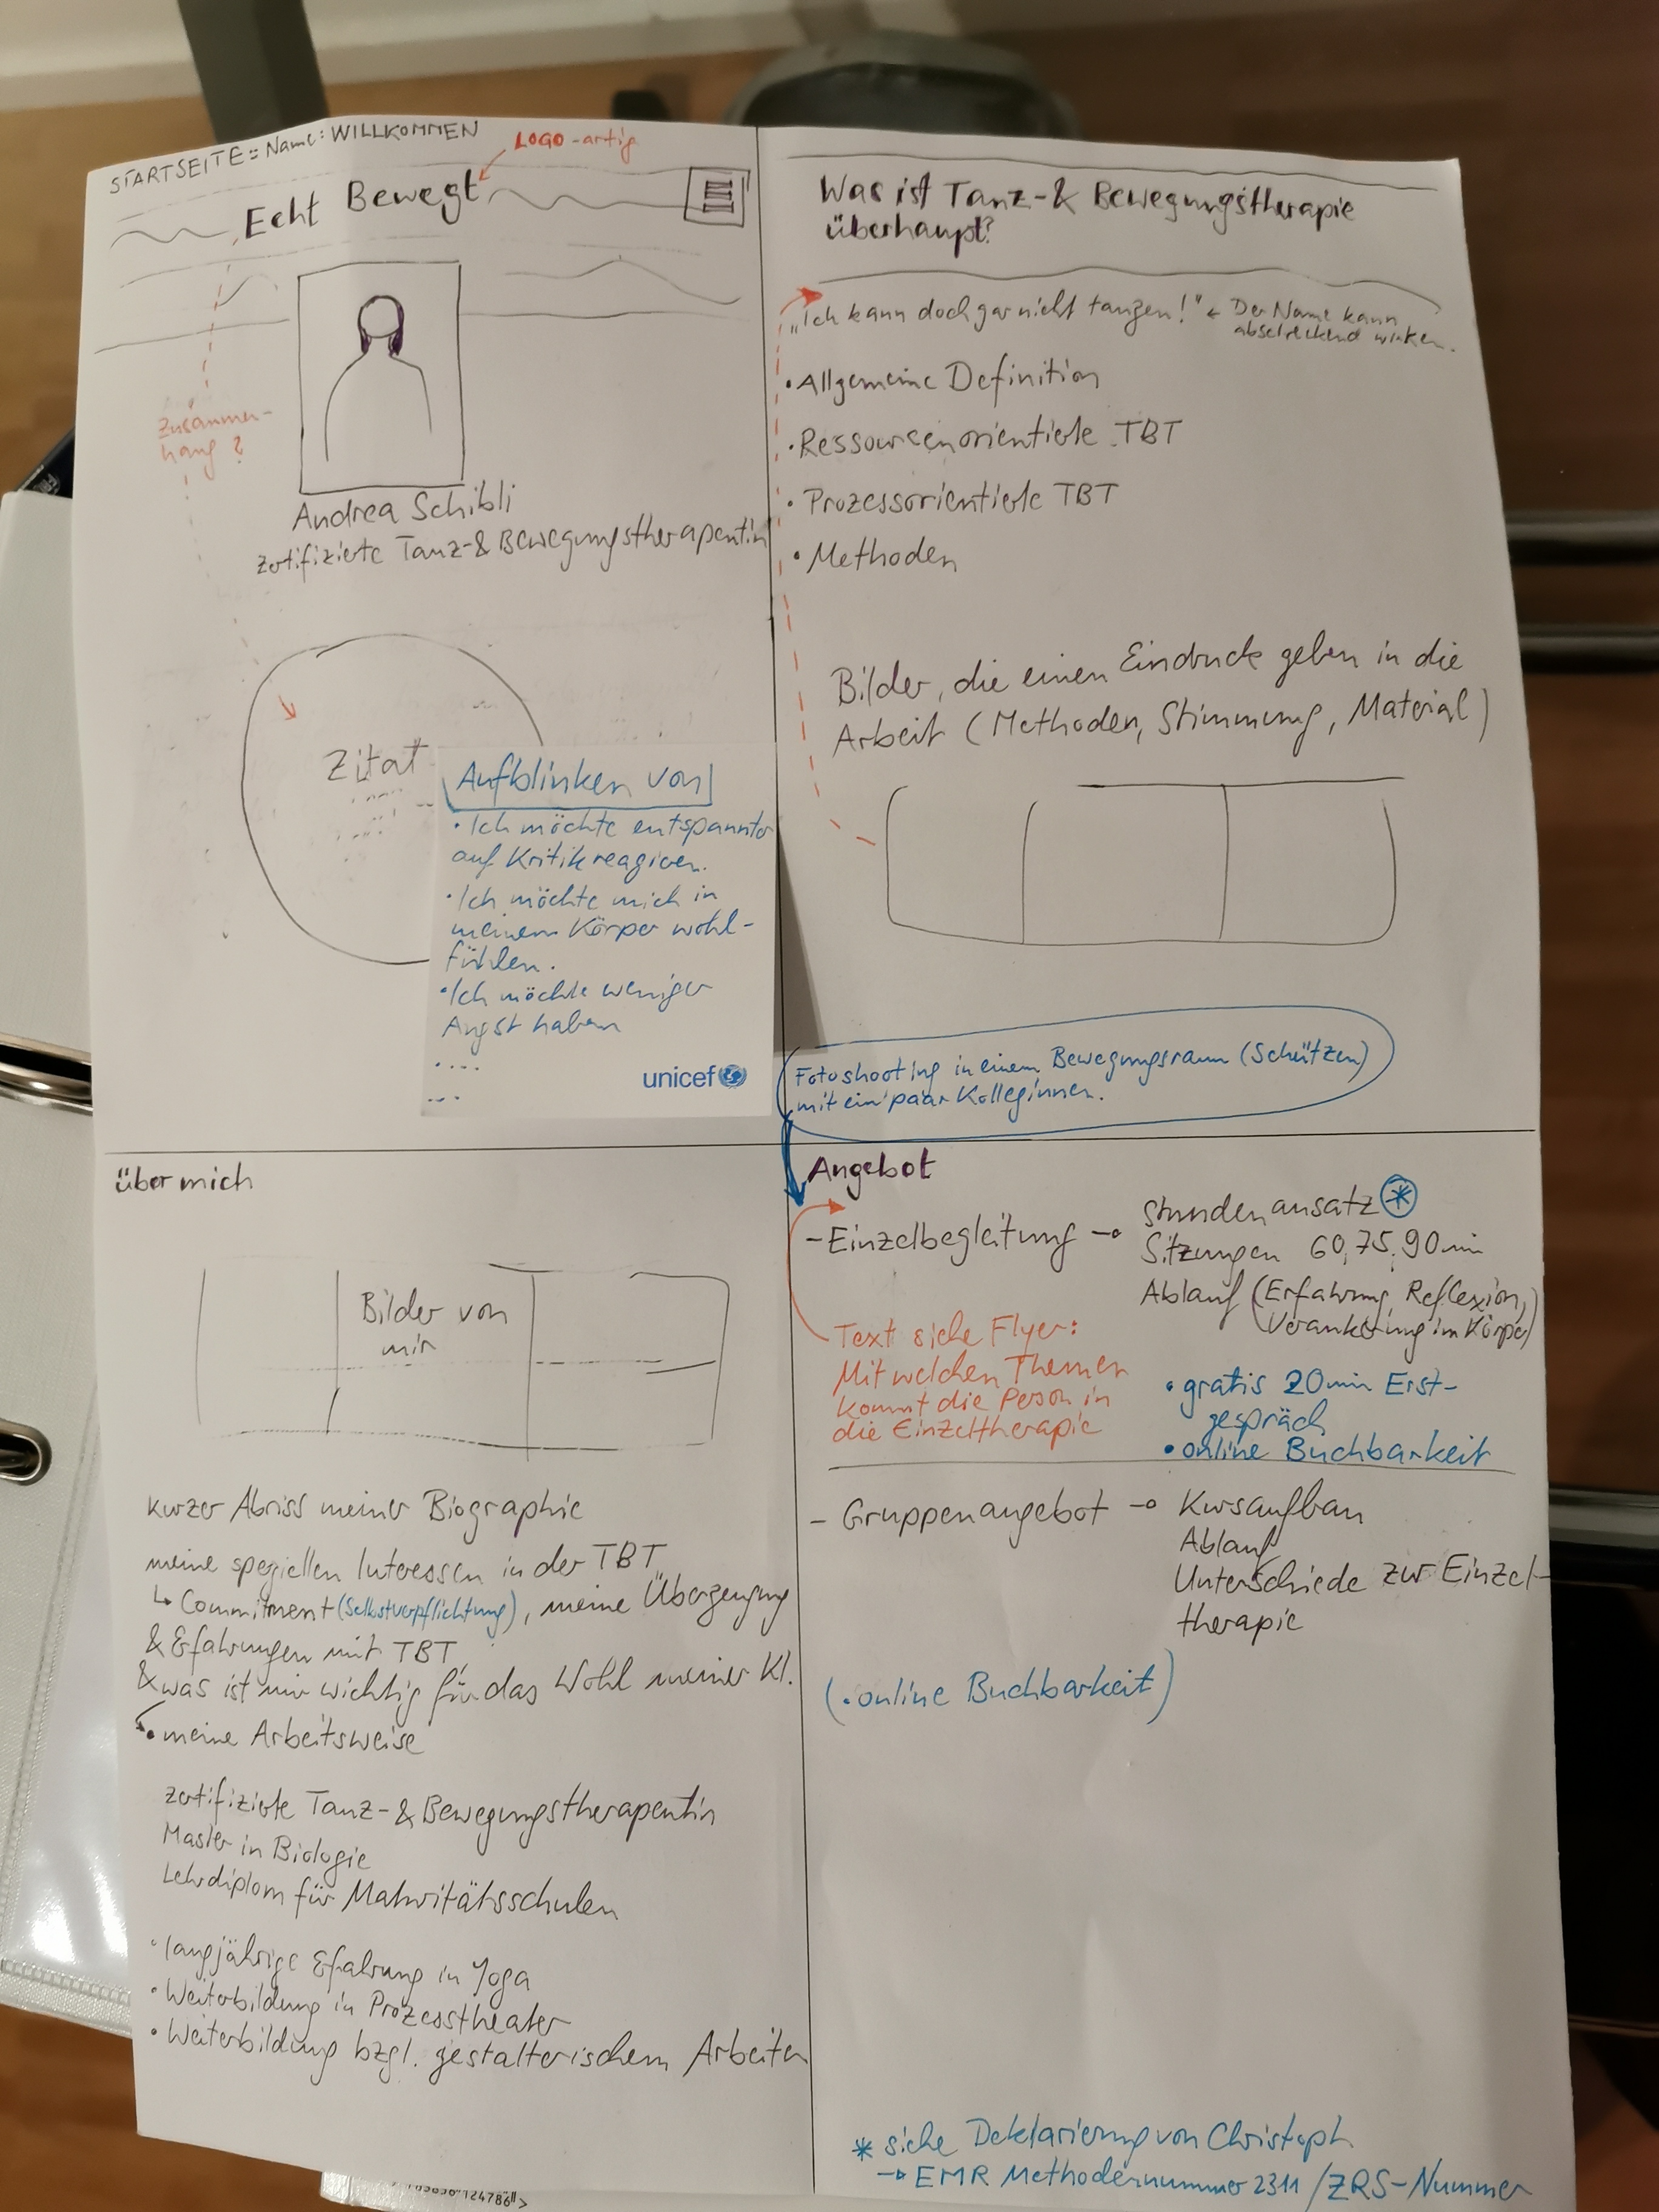 STARTSEITE = Name: WILLKOMMEN
LOGO-artig
Echt Bewegt
Zusammen-
hang?
Andrea Schibli
zertifizierte Tanz-& Bewegungstherapeutin
Zitat
Aufblinken von
• Ich möchte entspannter
auf Kritik reagieren.
• Ich möchte mich in
meinem Körper wohl-
fühlen.
• Ich möchte weniger
Angst haben
....
...
unicef
Was ist Tanz-& Bewegungstherapie
überhaupt?
„Ich kann doch gar nicht tanzen!" ← Der Name kann
abschreckend wirken.
• Allgemeine Definition
• Ressourcenorientierte TBT
• Prozessorientierte TBT
• Methoden
Bilder, die einen Eindruck geben in die
Arbeit (Methoden, Stimmung, Material)
Fotoshooting in einem Bewegungsraum (Schützen)
mit ein paar Kolleginnen.
über mich
Bilder von
mir
kurzer Abriss meiner Biographie
meine speziellen Interessen in der TBT
↳ Commitment (Selbstverpflichtung), meine Überzeugung
& Erfahrungen mit TBT,
& was ist mir wichtig für das Wohl meiner Kl.
• meine Arbeitsweise
zertifizierte Tanz-& Bewegungstherapeutin
Master in Biologie
Lehrdiplom für Maturitätsschulen
• langjährige Erfahrung in Yoga
• Weiterbildung in Prozesstheater
• Weiterbildung bzgl. gestalterischem Arbeiten
Angebot
- Einzelbegleitung → Stundenansatz *
Sitzungen 60, 75, 90 min
Ablauf (Erfahrung, Reflexion,
Verankerung im Körper)
Text siehe Flyer:
Mit welchen Themen
kommt die Person in
die Einzeltherapie
• gratis 20 min Erst-
gespräch
• online Buchbarkeit
- Gruppenangebot → Kursaufbau
Ablauf
Unterschiede zur Einzel-
therapie
(• online Buchbarkeit)
* siehe Deklarierung von Christoph
→ EMR Methodennummer 2311 / ZRS-Nummer